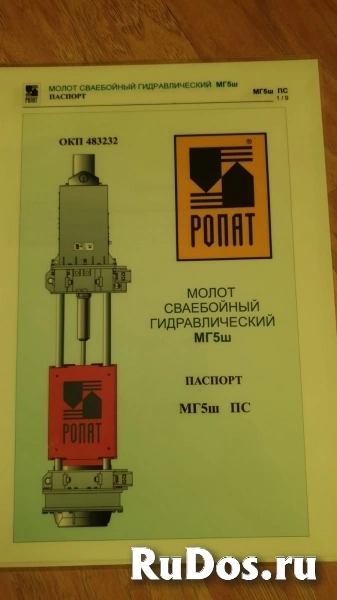 МОЛОТ СВАЕБОЙНЫЙ ГИДРАВЛИЧЕСКИЙ МГ5ш
ПАСПОРТ
МГ5ш ПС
1 / 9
РОПАТ
ОКП 483232
®
РОПАТ
МОЛОТ
СВАЕБОЙНЫЙ
ГИДРАВЛИЧЕСКИЙ
МГ5ш
ПАСПОРТ
МГ5ш ПС
РОПАТ
RuDos.ru